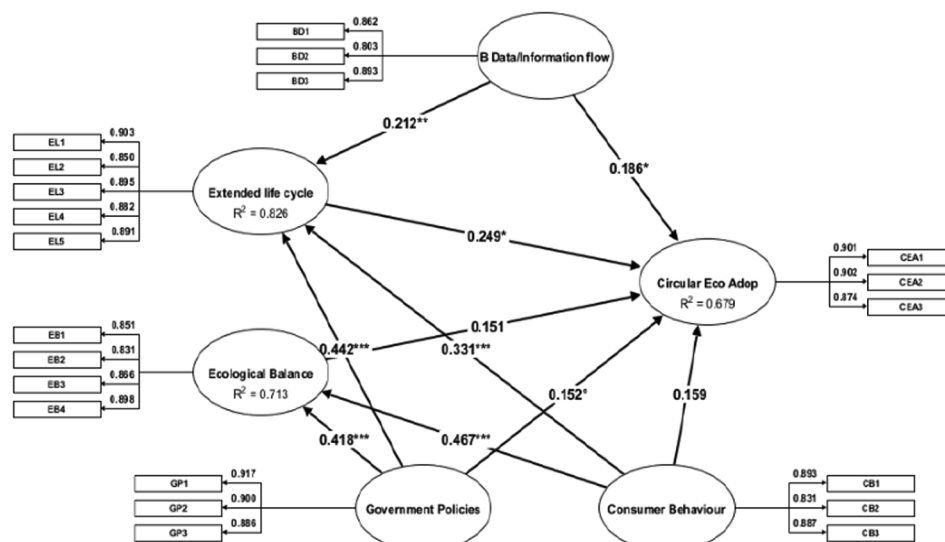 BD1
0.862
BD2
0.803
BD3
0.893
B Data/Information flow
0.212**
0.186*
EL1
0.903
EL2
0.850
EL3
0.895
EL4
0.882
EL5
0.891
Extended life cycle
R² = 0.826
0.249*
Circular Eco Adop
R² = 0.679
0.901
CEA1
0.902
CEA2
0.874
CEA3
EB1
0.851
EB2
0.831
EB3
0.866
EB4
0.898
Ecological Balance
R² = 0.713
0.151
0.442***
0.331***
0.152*
0.159
0.418***
0.467***
GP1
0.917
GP2
0.900
GP3
0.886
Government Policies
Consumer Behaviour
0.893
CB1
0.831
CB2
0.887
CB3